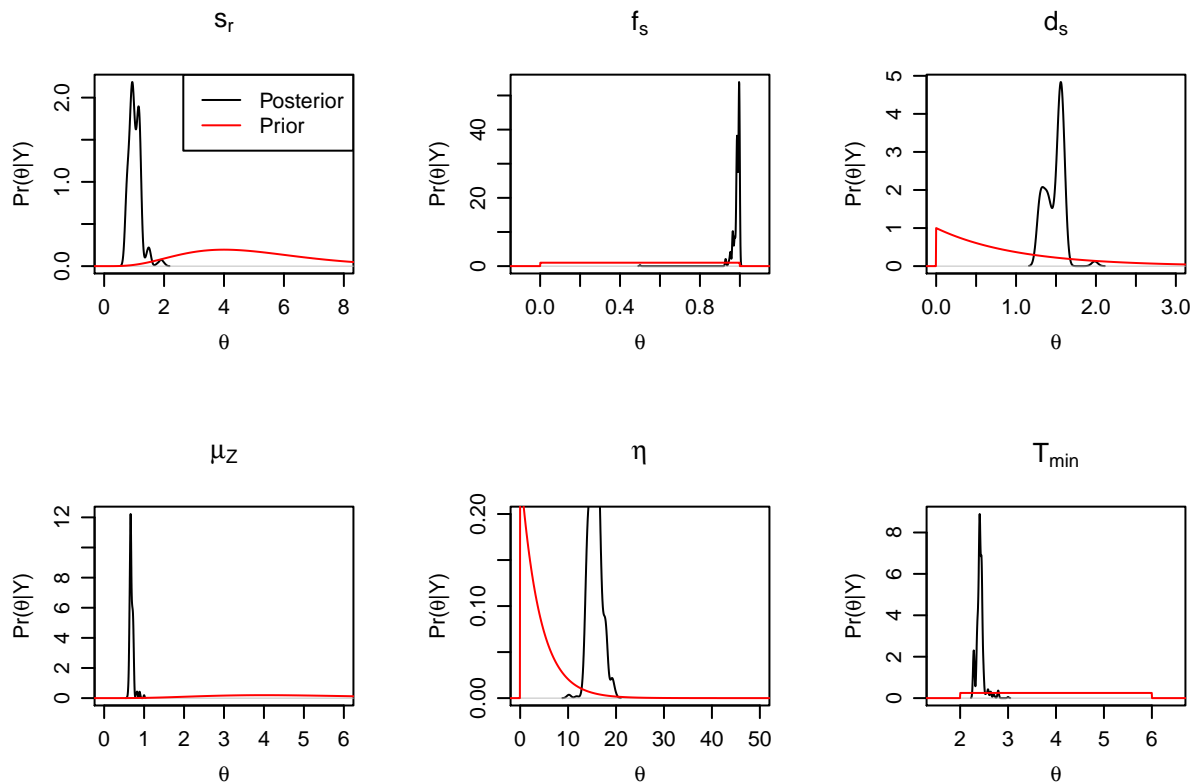 s_r f_s d_s
Pr(θ|Y) 0.0 1.0 2.0
Posterior
Prior
0 2 4 6 8
θ
Pr(θ|Y) 0 20 40
0.0 0.4 0.8
θ
Pr(θ|Y) 0 1 2 3 4 5
0.0 1.0 2.0 3.0
θ
μ_Z η T_min
Pr(θ|Y) 0 2 4 6 8 12
0 1 2 3 4 5 6
θ
Pr(θ|Y) 0.00 0.10 0.20
0 10 20 30 40 50
θ
Pr(θ|Y) 0 2 4 6 8
2 3 4 5 6
θ